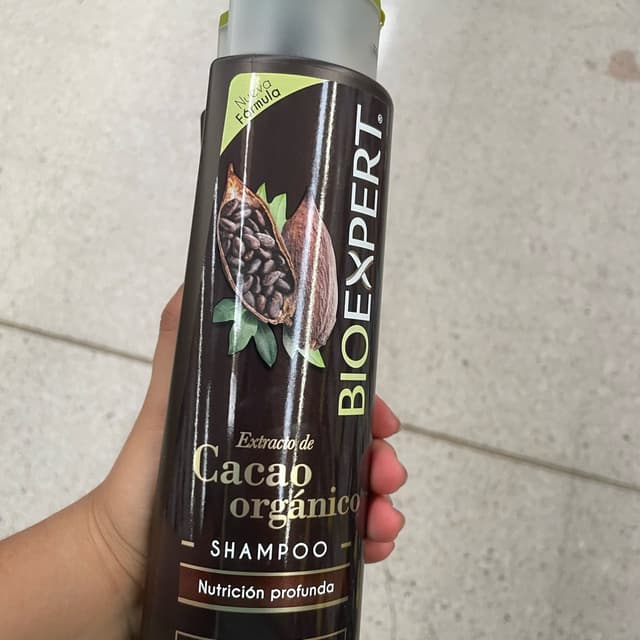 Nueva
Fórmula
BIOEXPERT®
Extracto de
Cacao
orgánico
SHAMPOO
Nutrición profunda